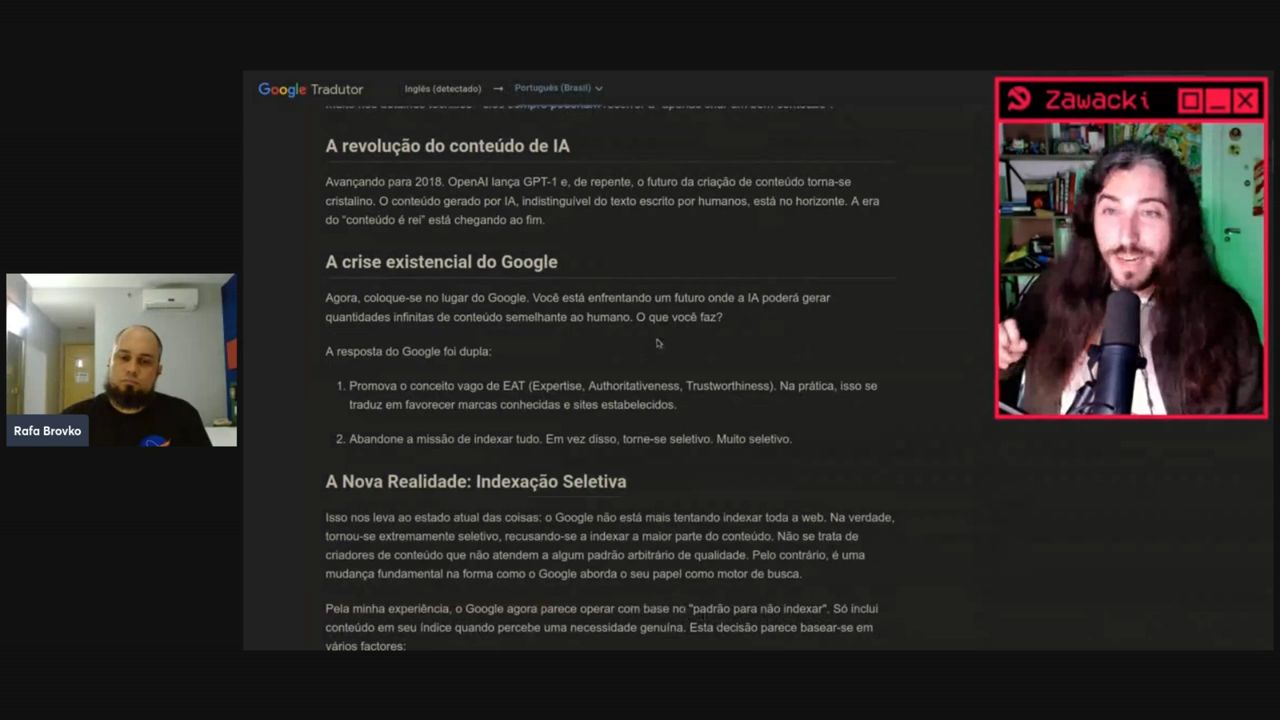 Google Tradutor
Inglês (detectado) → Português (Brasil)
A revolução do conteúdo de IA
Avançando para 2018. OpenAI lança GPT-1 e, de repente, o futuro da criação de conteúdo torna-se
cristalino. O conteúdo gerado por IA, indistinguível do texto escrito por humanos, está no horizonte. A era
do “conteúdo é rei” está chegando ao fim.
A crise existencial do Google
Agora, coloque-se no lugar do Google. Você está enfrentando um futuro onde a IA poderá gerar
quantidades infinitas de conteúdo semelhante ao humano. O que você faz?
A resposta do Google foi dupla:
1. Promova o conceito vago de EAT (Expertise, Authoritativeness, Trustworthiness). Na prática, isso se
traduz em favorecer marcas conhecidas e sites estabelecidos.
2. Abandone a missão de indexar tudo. Em vez disso, torne-se seletivo. Muito seletivo.
A Nova Realidade: Indexação Seletiva
Isso nos leva ao estado atual das coisas: o Google não está mais tentando indexar toda a web. Na verdade,
tornou-se extremamente seletivo, recusando-se a indexar a maior parte do conteúdo. Não se trata de
criadores de conteúdo que não atendem a algum padrão arbitrário de qualidade. Pelo contrário, é uma
mudança fundamental na forma como o Google aborda o seu papel como motor de busca.
Pela minha experiência, o Google agora parece operar com base no "padrão para não indexar". Só inclui
conteúdo em seu índice quando percebe uma necessidade genuína. Esta decisão parece basear-se em
vários factores:
Rafa Brovko
Zawacki